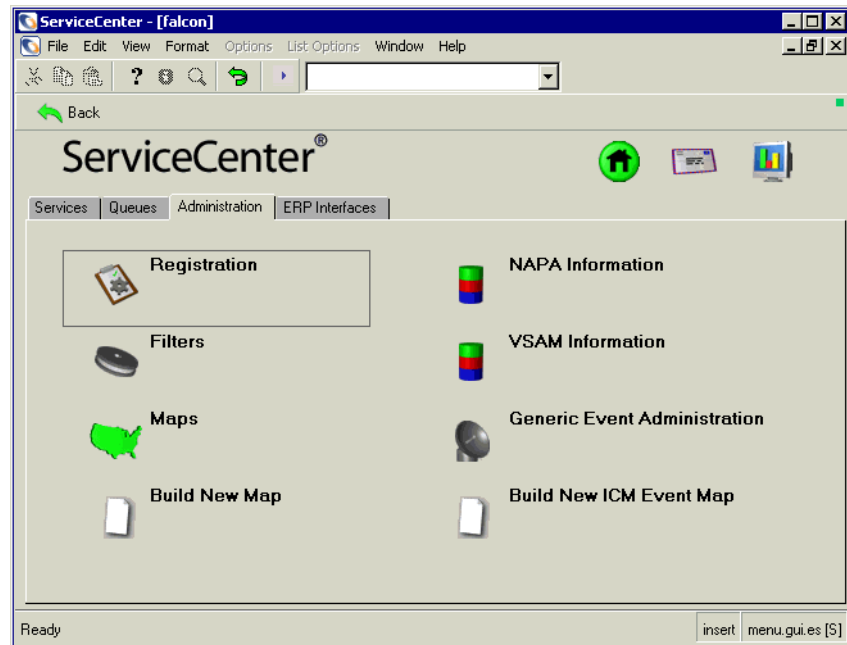 ServiceCenter - [falcon]
File Edit View Format Options List Options Window Help
?
Back
ServiceCenter®
Services Queues Administration ERP Interfaces
Registration NAPA Information
Filters VSAM Information
Maps Generic Event Administration
Build New Map Build New ICM Event Map
Ready insert menu.gui.es [S]